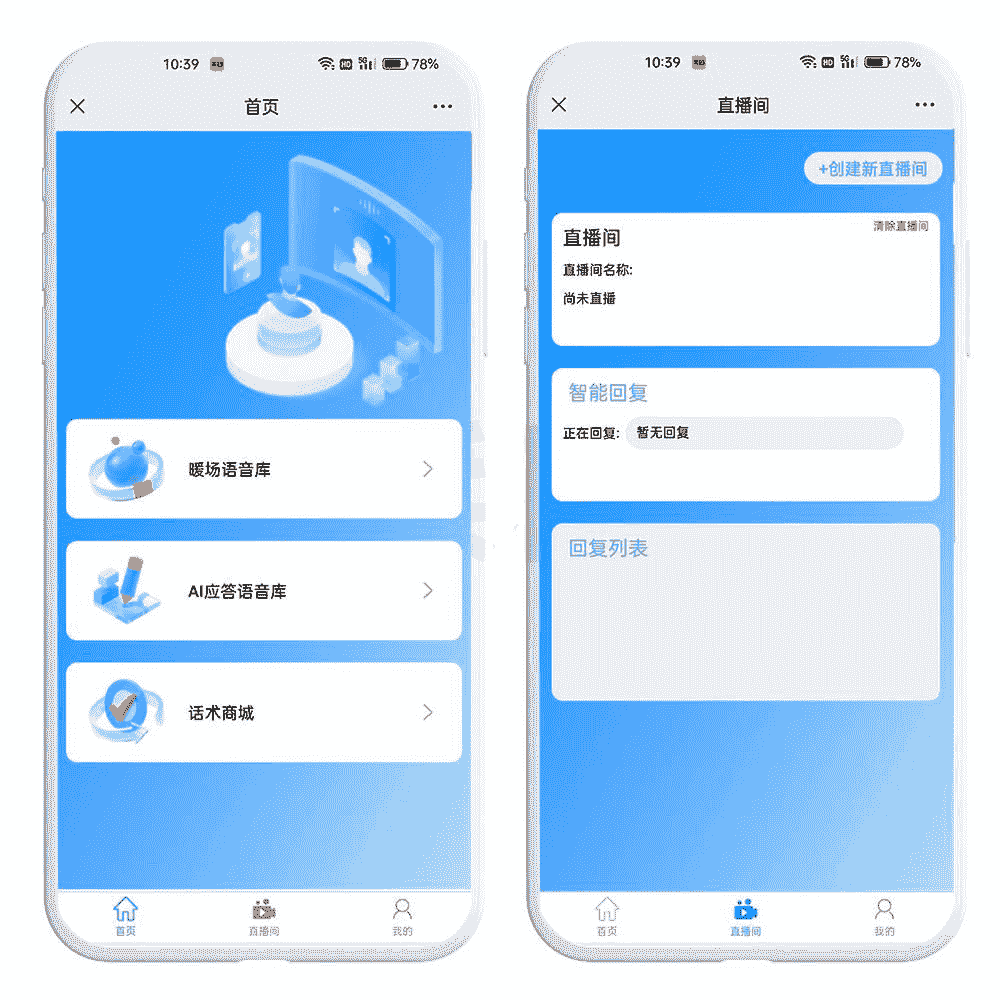 10:39 HD 5G 78%
首页
暖场语音库
AI应答语音库
话术商城
首页 直播间 我的
10:39 HD 5G 78%
直播间
+创建新直播间
直播间 清除直播间
直播间名称:
尚未直播
智能回复
正在回复: 暂无回复
回复列表
首页 直播间 我的